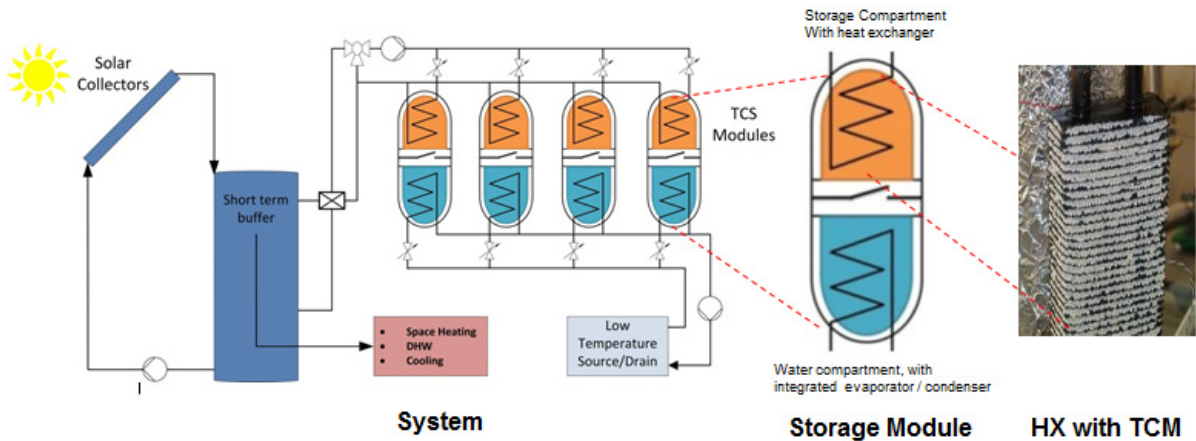 Solar
Collectors
Short term
buffer
• Space Heating
• DHW
• Cooling
TCS
Modules
Low
Temperature
Source/Drain
System
Storage Compartment
With heat exchanger
Water compartment, with
integrated evaporator / condenser
Storage Module
HX with TCM